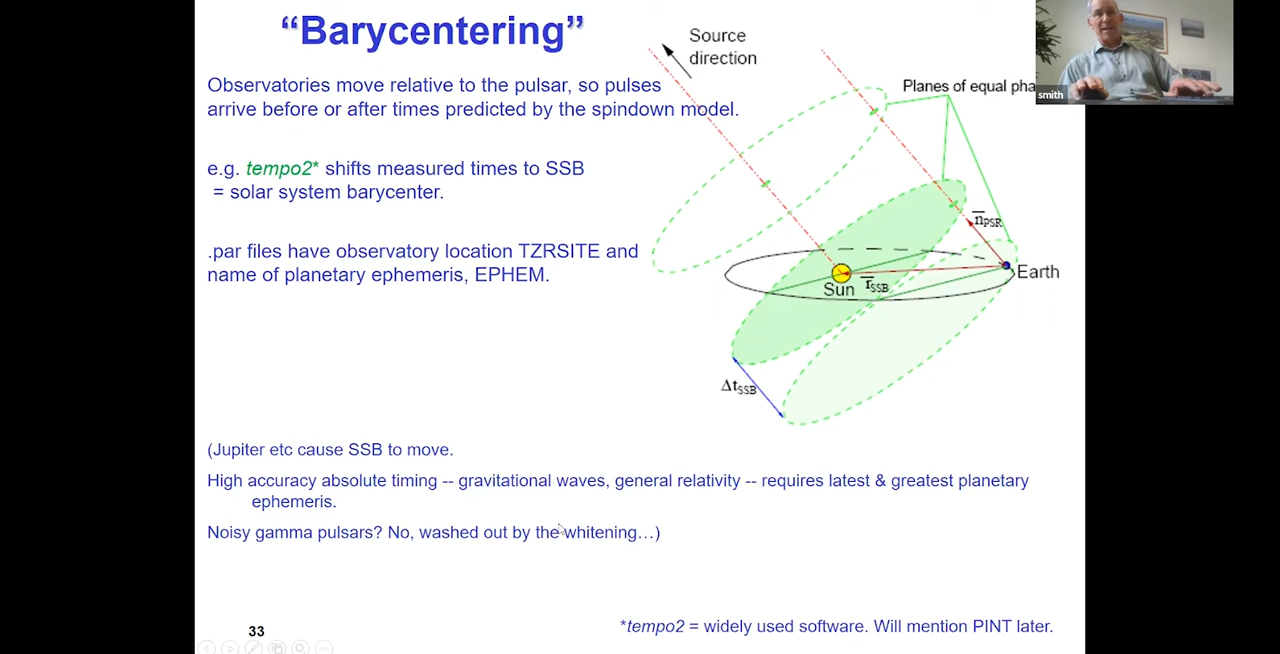 “Barycentering”
Source
direction
Observatories move relative to the pulsar, so pulses
arrive before or after times predicted by the spindown model.
Planes of equal pha
smith
e.g. tempo2* shifts measured times to SSB
= solar system barycenter.
n̅PSR
.par files have observatory location TZRSITE and
name of planetary ephemeris, EPHEM.
Earth
Sun
r̅SSB
ΔtSSB
(Jupiter etc cause SSB to move.
High accuracy absolute timing -- gravitational waves, general relativity -- requires latest & greatest planetary
ephemeris.
Noisy gamma pulsars? No, washed out by the whitening…)
33
*tempo2 = widely used software. Will mention PINT later.